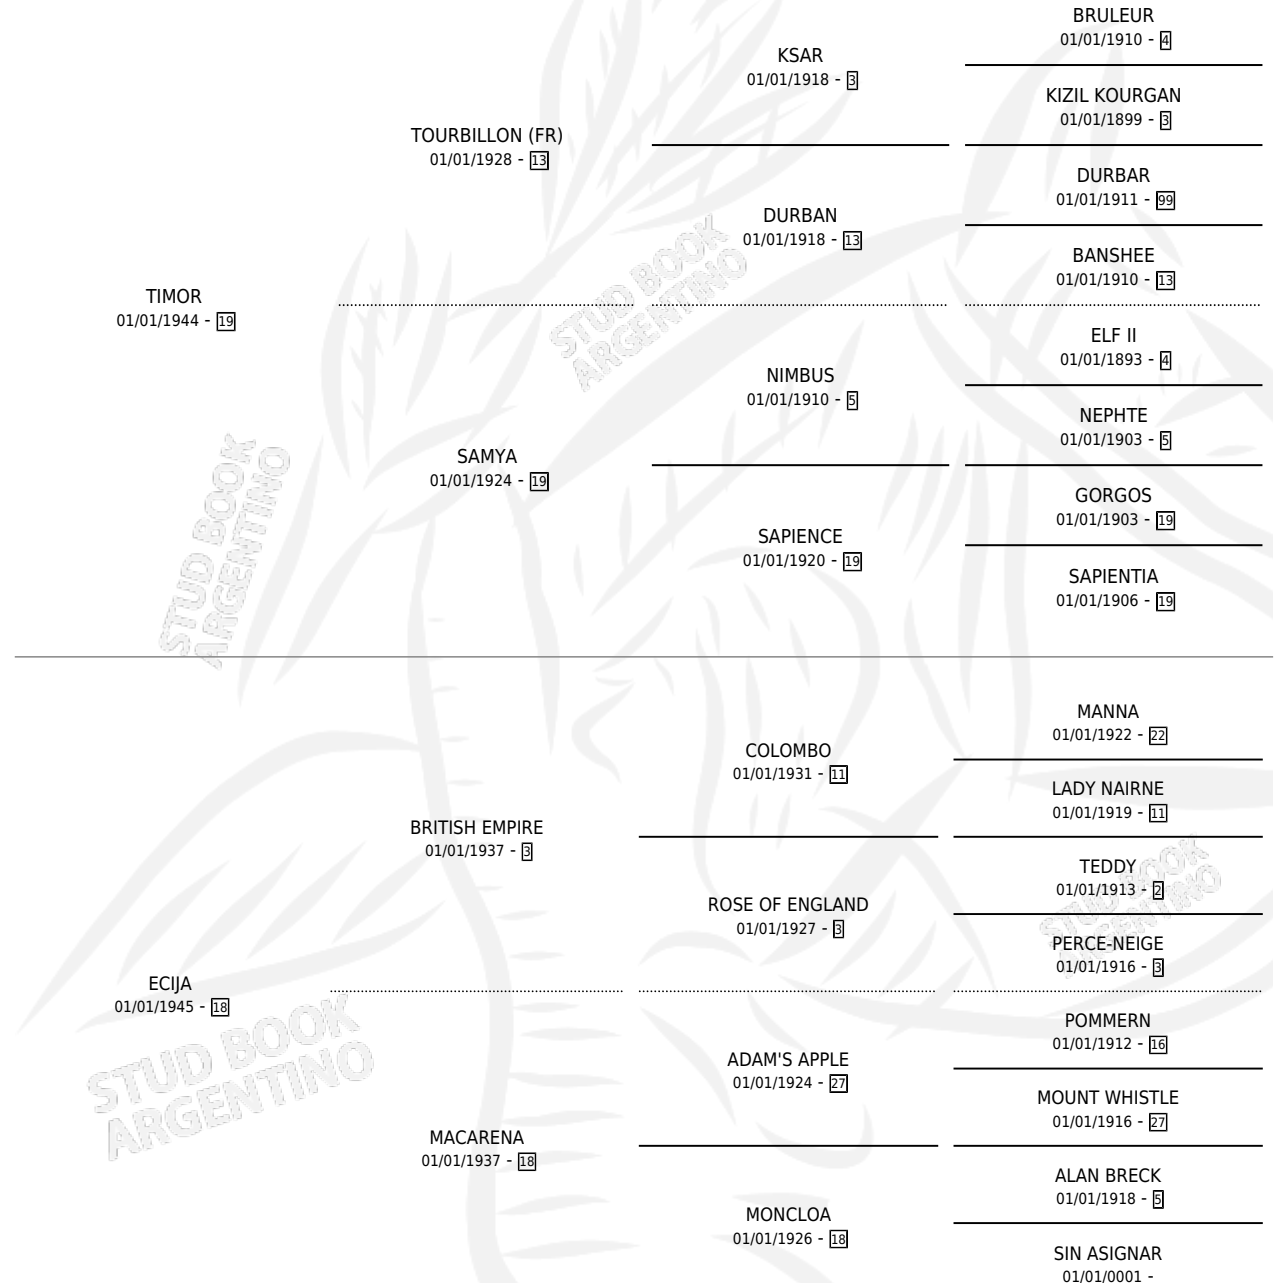 BRULEUR
01/01/1910 - 4
KSAR
01/01/1918 - 3
KIZIL KOURGAN
01/01/1899 - 3
TOURBILLON (FR)
01/01/1928 - 13
DURBAR
01/01/1911 - 99
DURBAN
01/01/1918 - 13
BANSHEE
01/01/1910 - 13
TIMOR
01/01/1944 - 19
ELF II
01/01/1893 - 4
NIMBUS
01/01/1910 - 5
NEPHTE
01/01/1903 - 5
SAMYA
01/01/1924 - 19
GORGOS
01/01/1903 - 19
SAPIENCE
01/01/1920 - 19
SAPIENTIA
01/01/1906 - 19
MANNA
01/01/1922 - 22
COLOMBO
01/01/1931 - 11
LADY NAIRNE
01/01/1919 - 11
BRITISH EMPIRE
01/01/1937 - 3
TEDDY
01/01/1913 - 2
ROSE OF ENGLAND
01/01/1927 - 3
PERCE-NEIGE
01/01/1916 - 3
ECIJA
01/01/1945 - 18
POMMERN
01/01/1912 - 16
ADAM'S APPLE
01/01/1924 - 27
MOUNT WHISTLE
01/01/1916 - 27
MACARENA
01/01/1937 - 18
ALAN BRECK
01/01/1918 - 5
MONCLOA
01/01/1926 - 18
SIN ASIGNAR
01/01/0001 -
STUD BOOK
ARGENTINO
STUD BOOK
ARGENTINO
STUD BOOK
ARGENTINO
STUD BOOK
ARGENTINO